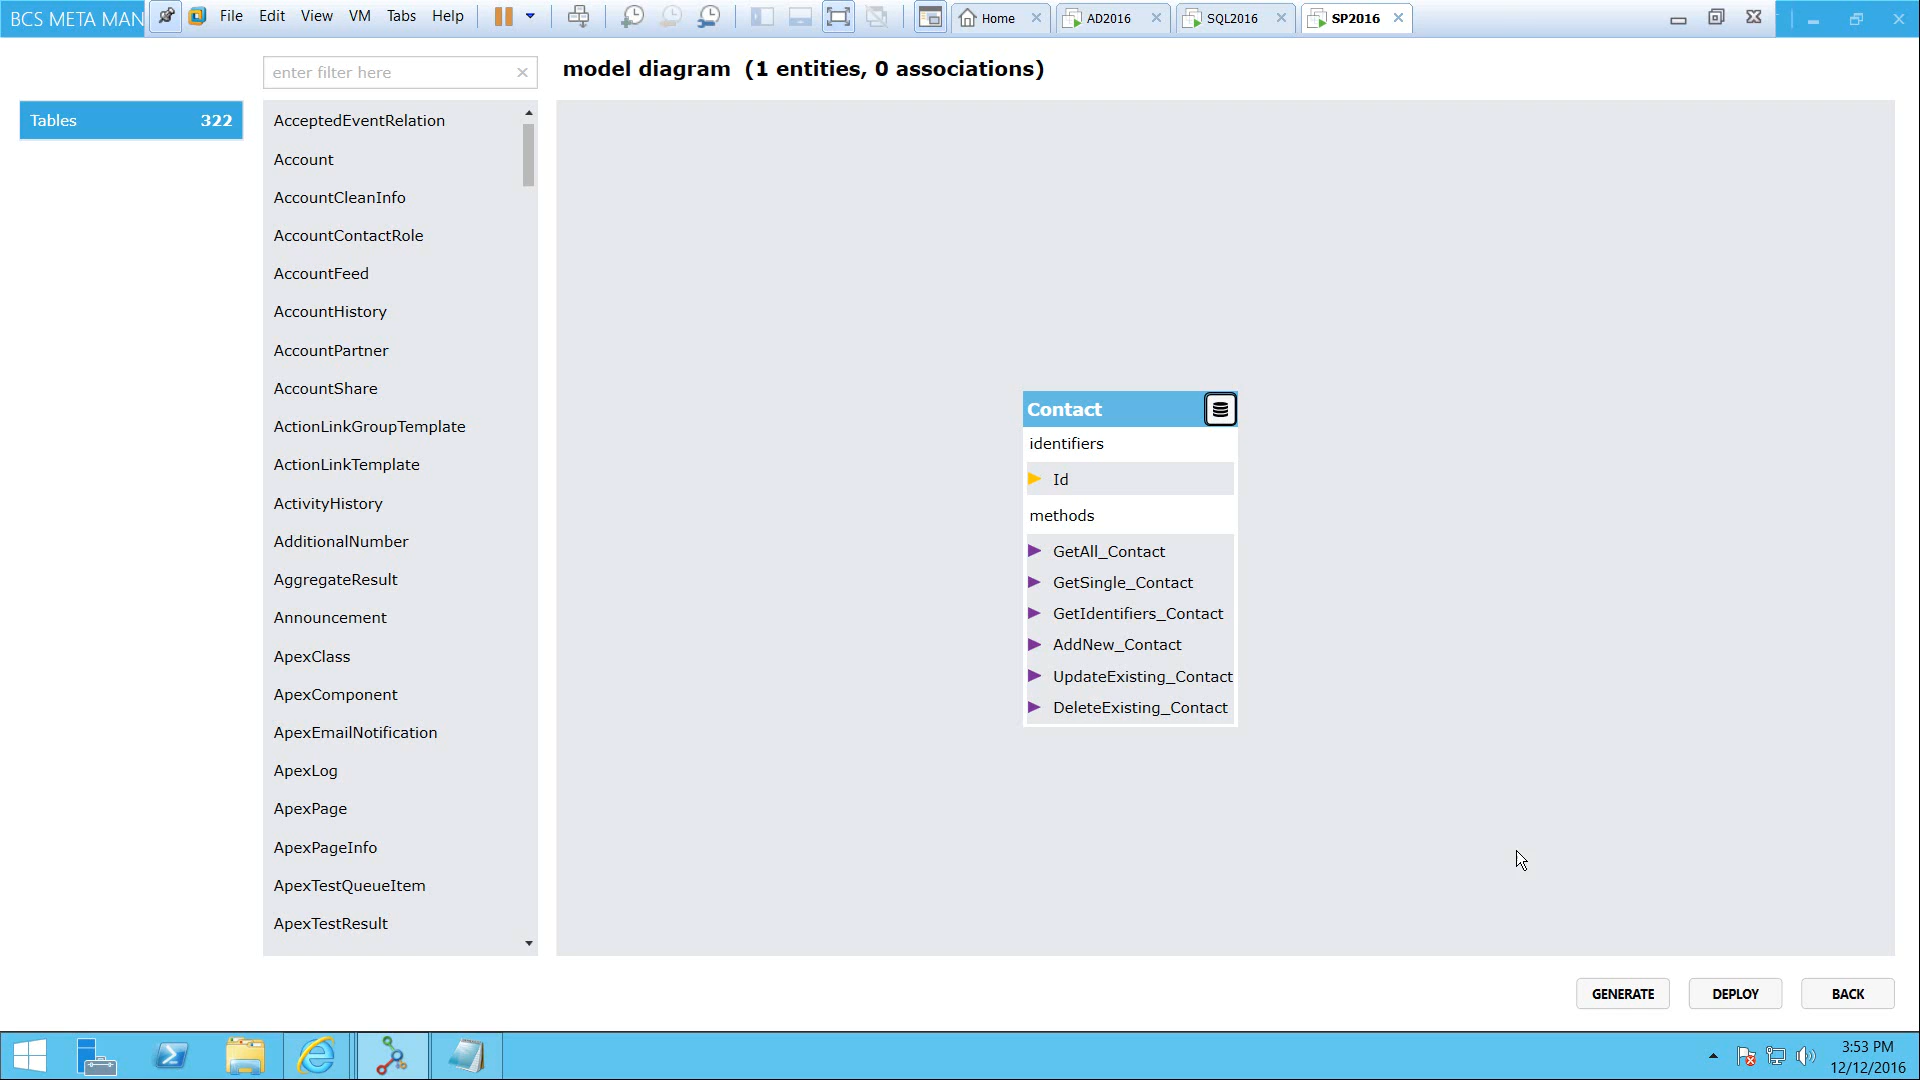 BCS META MAN
File Edit View VM Tabs Help
Home AD2016 SQL2016 SP2016
enter filter here
model diagram (1 entities, 0 associations)
Tables 322
AcceptedEventRelation
Account
AccountCleanInfo
AccountContactRole
AccountFeed
AccountHistory
AccountPartner
AccountShare
ActionLinkGroupTemplate
ActionLinkTemplate
ActivityHistory
AdditionalNumber
AggregateResult
Announcement
ApexClass
ApexComponent
ApexEmailNotification
ApexLog
ApexPage
ApexPageInfo
ApexTestQueueItem
ApexTestResult
Contact
identifiers
Id
methods
GetAll_Contact
GetSingle_Contact
GetIdentifiers_Contact
AddNew_Contact
UpdateExisting_Contact
DeleteExisting_Contact
GENERATE DEPLOY BACK
3:53 PM
12/12/2016